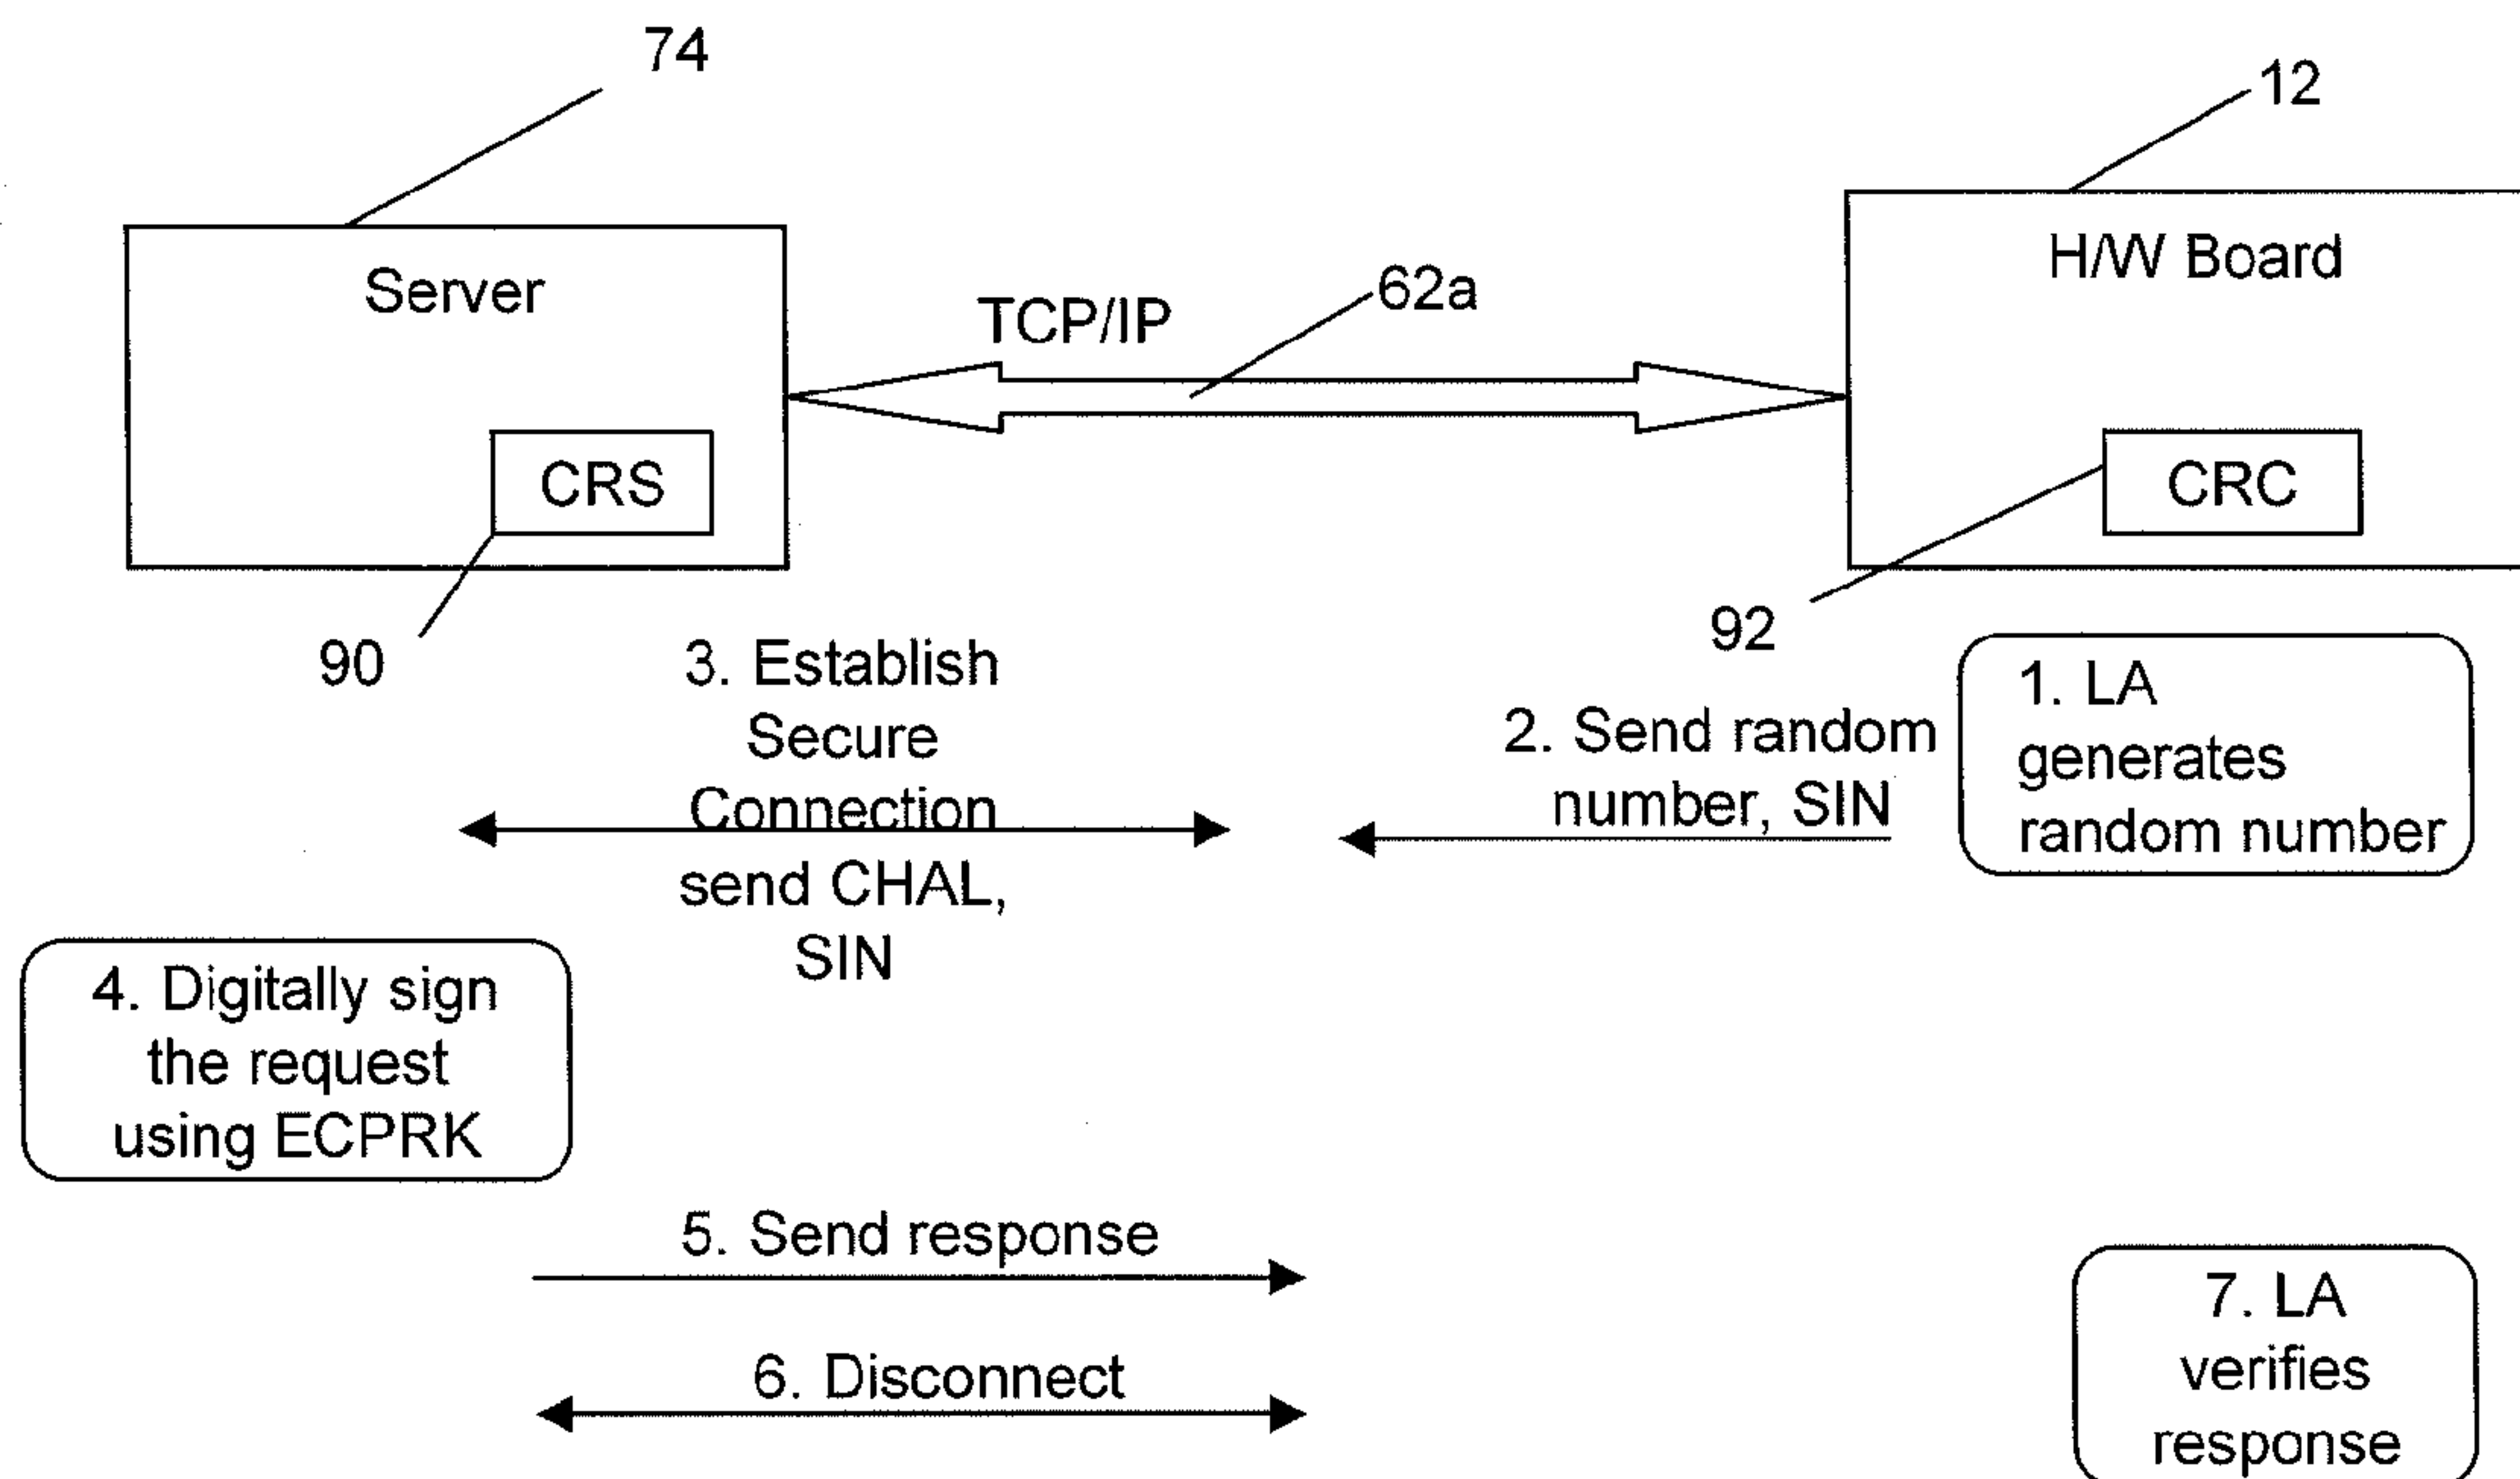 74
12
Server
H/W Board
TCP/IP
62a
CRS
CRC
90
92
3. Establish
Secure
Connection
send CHAL,
SIN
2. Send random
number, SIN
1. LA
generates
random number
4. Digitally sign
the request
using ECPRK
5. Send response
6. Disconnect
7. LA
verifies
response